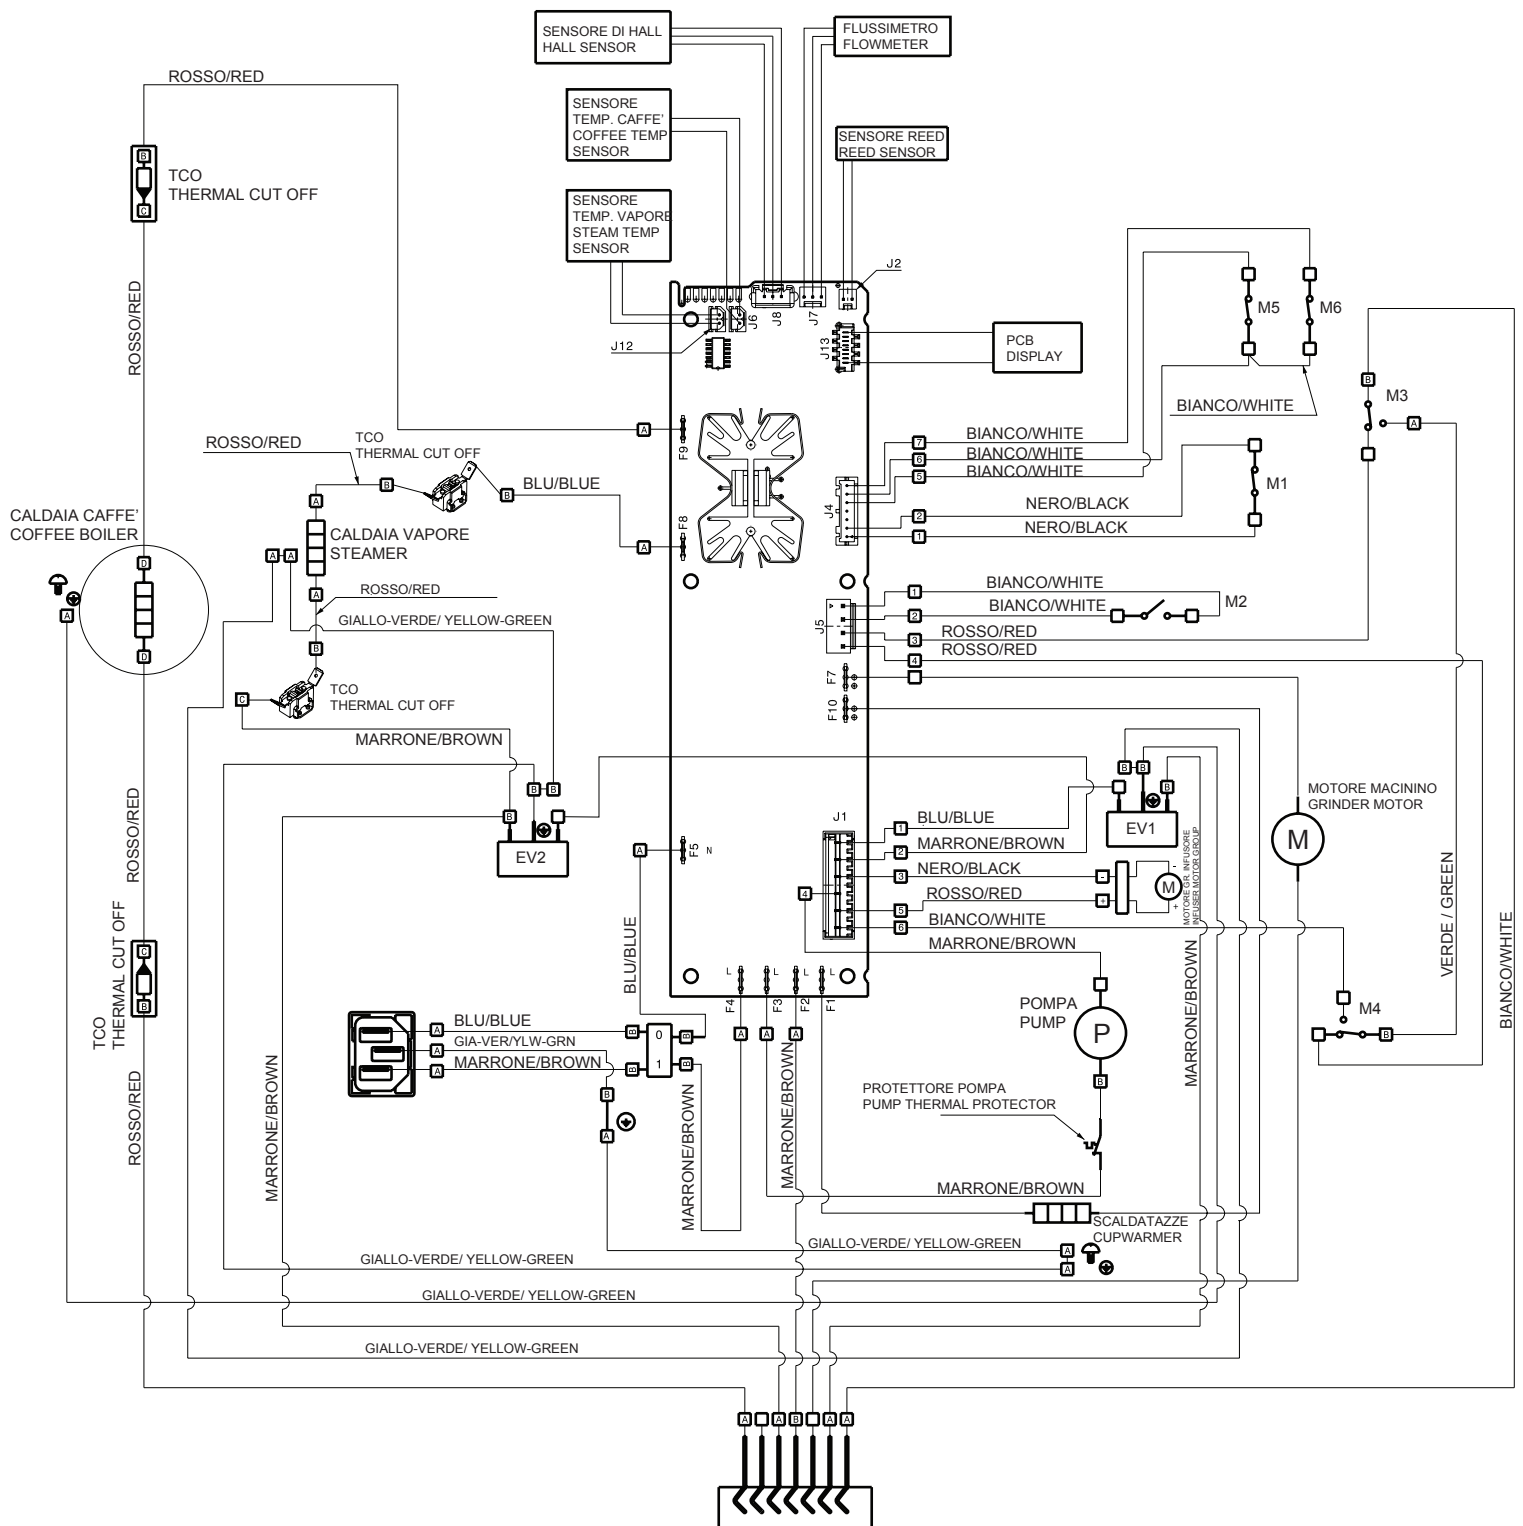 SENSORE DI HALL
HALL SENSOR
FLUSSIMETRO
FLOWMETER
ROSSO/RED
SENSORE
TEMP. CAFFE'
COFFEE TEMP
SENSOR
SENSORE REED
REED SENSOR
B
TCO
THERMAL CUT OFF
C
SENSORE
TEMP. VAPORE
STEAM TEMP
SENSOR
J2
ROSSO/RED
M5
M6
J6
J8
J7
J13
J12
PCB
DISPLAY
B
M3
A
BIANCO/WHITE
ROSSO/RED
TCO
THERMAL CUT OFF
A
F9
7
BIANCO/WHITE
6
BIANCO/WHITE
5
BIANCO/WHITE
B
B
BLU/BLUE
M1
A
CALDAIA CAFFE'
COFFEE BOILER
CALDAIA VAPORE
STEAMER
F8
A
J4
2
NERO/BLACK
1
NERO/BLACK
A
A
D
A
A
ROSSO/RED
GIALLO-VERDE/ YELLOW-GREEN
1
BIANCO/WHITE
2
BIANCO/WHITE
M2
J5
3
ROSSO/RED
4
ROSSO/RED
D
B
TCO
THERMAL CUT OFF
C
F7
F10
MARRONE/BROWN
ROSSO/RED
B
B
B
B
B
B
EV2
EV1
J1
1
BLU/BLUE
2
MARRONE/BROWN
3
NERO/BLACK
-
4
ROSSO/RED
5
+
6
BIANCO/WHITE
MARRONE/BROWN
M
-
+
MOTORE GR. INFUSORE
INFUSER MOTOR GROUP
MOTORE MACININO
GRINDER MOTOR
M
A
F5
N
VERDE / GREEN
BIANCO/WHITE
TCO
THERMAL CUT OFF
C
B
BLU/BLUE
L
L
L
L
F4
F3
F2
F1
A
A
A
POMPA
PUMP
P
B
M4
B
MARRONE/BROWN
A
BLU/BLUE
B
0
B
A
GIA-VER/YLW-GRN
A
MARRONE/BROWN
B
1
B
B
A
PROTETTORE POMPA
PUMP THERMAL PROTECTOR
ROSSO/RED
MARRONE/BROWN
MARRONE/BROWN
MARRONE/BROWN
MARRONE/BROWN
SCALDATAZZE
CUPWARMER
GIALLO-VERDE/ YELLOW-GREEN
A
GIALLO-VERDE/ YELLOW-GREEN
A
GIALLO-VERDE/ YELLOW-GREEN
GIALLO-VERDE/ YELLOW-GREEN
A
A
B
A
A